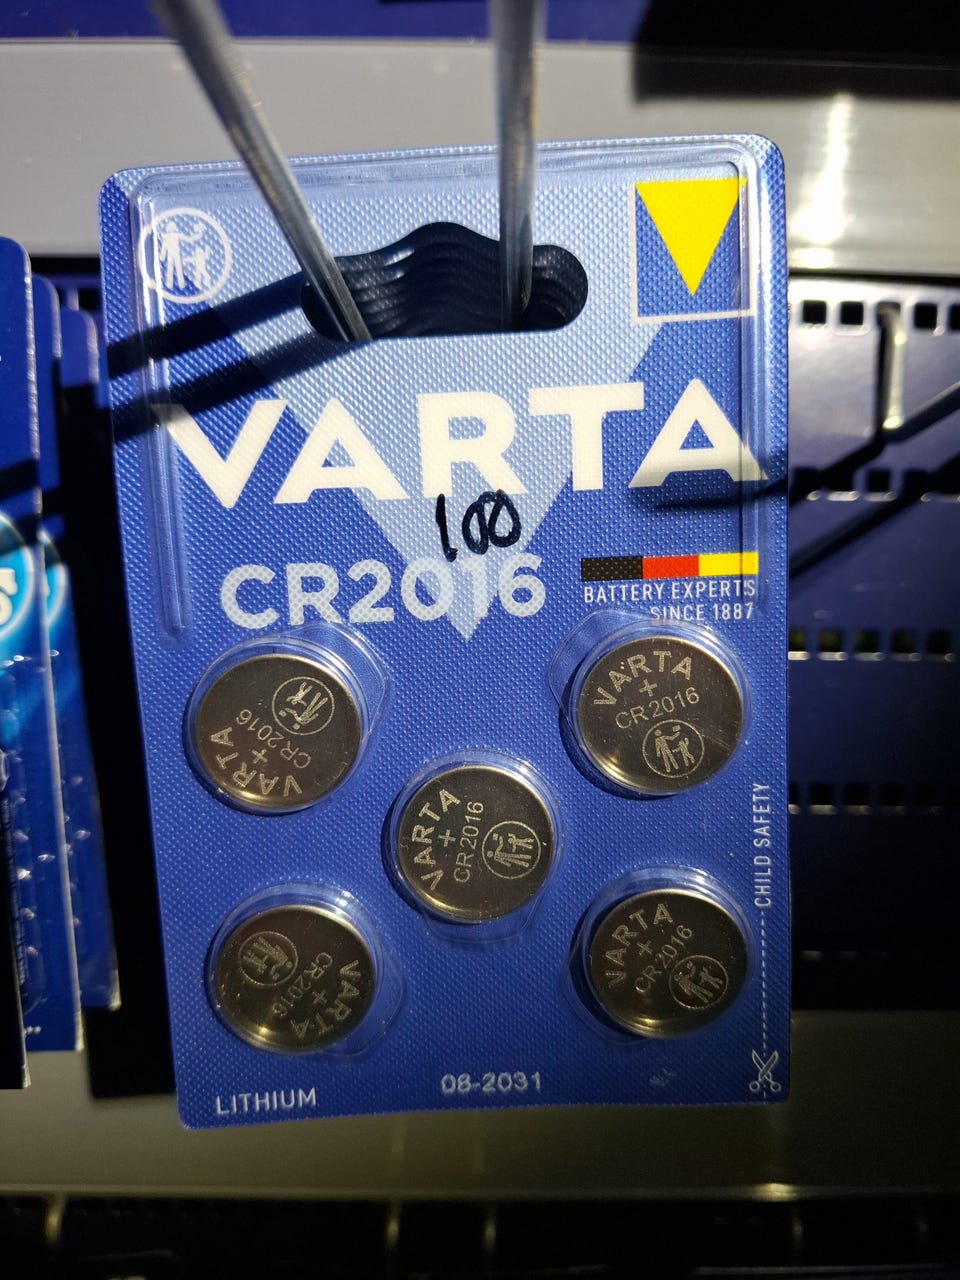 VARTA
100
CR2016
BATTERY EXPERTS
SINCE 1887
VARTA
+
CR2016
VARTA
+
CR2016
VARTA
+
CR2016
VARTA
+
CR2016
VARTA
+
CR2016
CHILD SAFETY
08-2031
LITHIUM